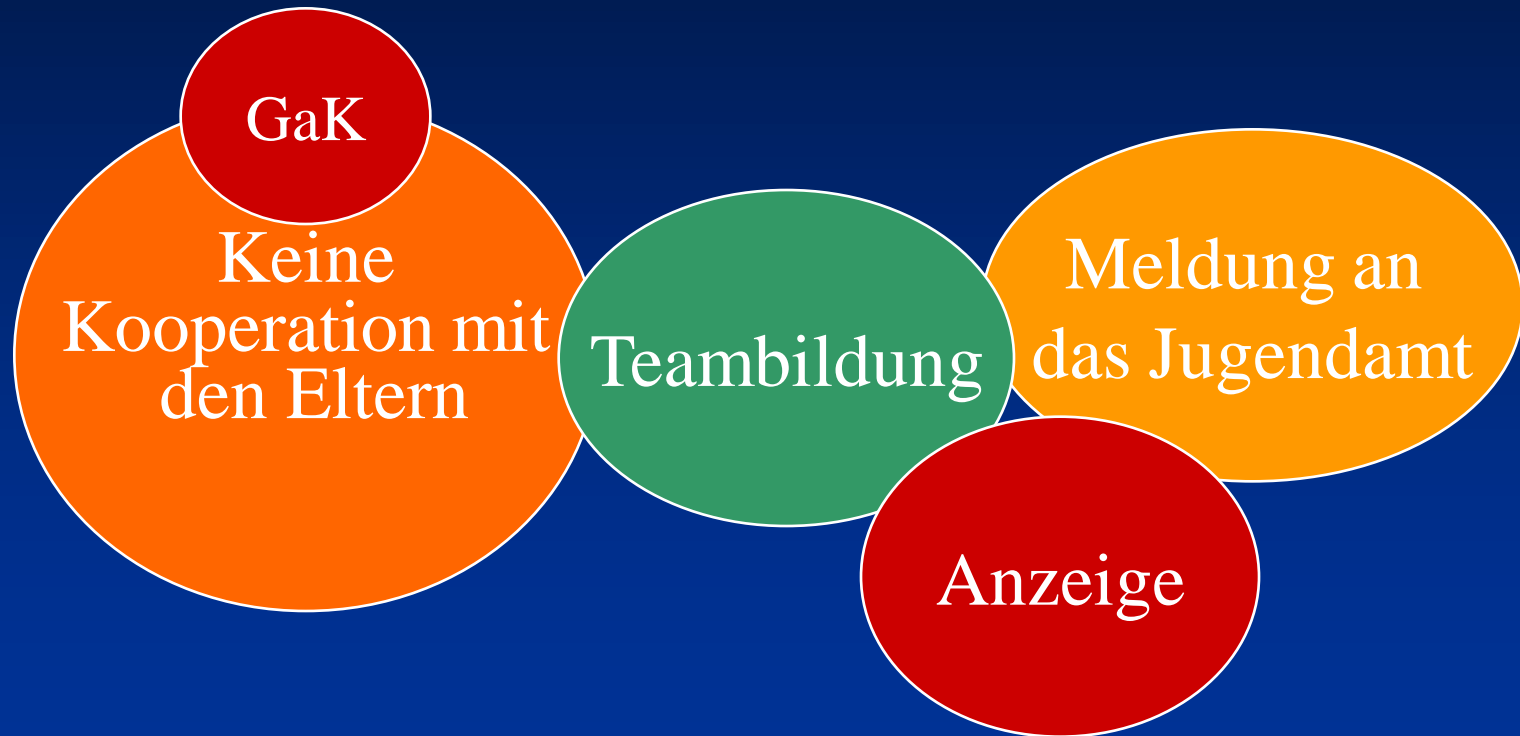 GaK
Keine
Kooperation mit
den Eltern
Teambildung
Meldung an
das Jugendamt
Anzeige